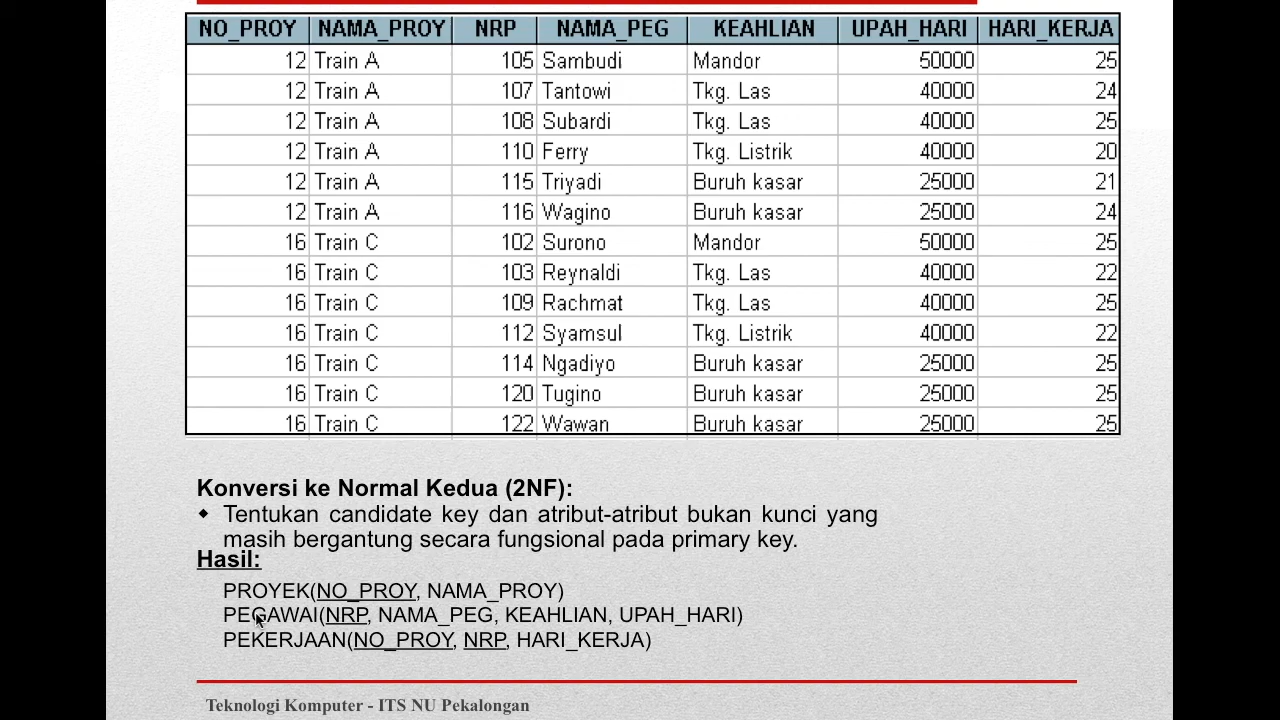 NO_PROY NAMA_PROY NRP NAMA_PEG KEAHLIAN UPAH_HARI HARI_KERJA
12 Train A 105 Sambudi Mandor 50000 25
12 Train A 107 Tantowi Tkg. Las 40000 24
12 Train A 108 Subardi Tkg. Las 40000 25
12 Train A 110 Ferry Tkg. Listrik 40000 20
12 Train A 115 Triyadi Buruh kasar 25000 21
12 Train A 116 Wagino Buruh kasar 25000 24
16 Train C 102 Surono Mandor 50000 25
16 Train C 103 Reynaldi Tkg. Las 40000 22
16 Train C 109 Rachmat Tkg. Las 40000 25
16 Train C 112 Syamsul Tkg. Listrik 40000 22
16 Train C 114 Ngadiyo Buruh kasar 25000 25
16 Train C 120 Tugino Buruh kasar 25000 25
16 Train C 122 Wawan Buruh kasar 25000 25
Konversi ke Normal Kedua (2NF):
❖ Tentukan candidate key dan atribut-atribut bukan kunci yang
masih bergantung secara fungsional pada primary key.
Hasil:
PROYEK(NO_PROY, NAMA_PROY)
PEGAWAI(NRP, NAMA_PEG, KEAHLIAN, UPAH_HARI)
PEKERJAAN(NO_PROY, NRP, HARI_KERJA)
Teknologi Komputer - ITS NU Pekalongan